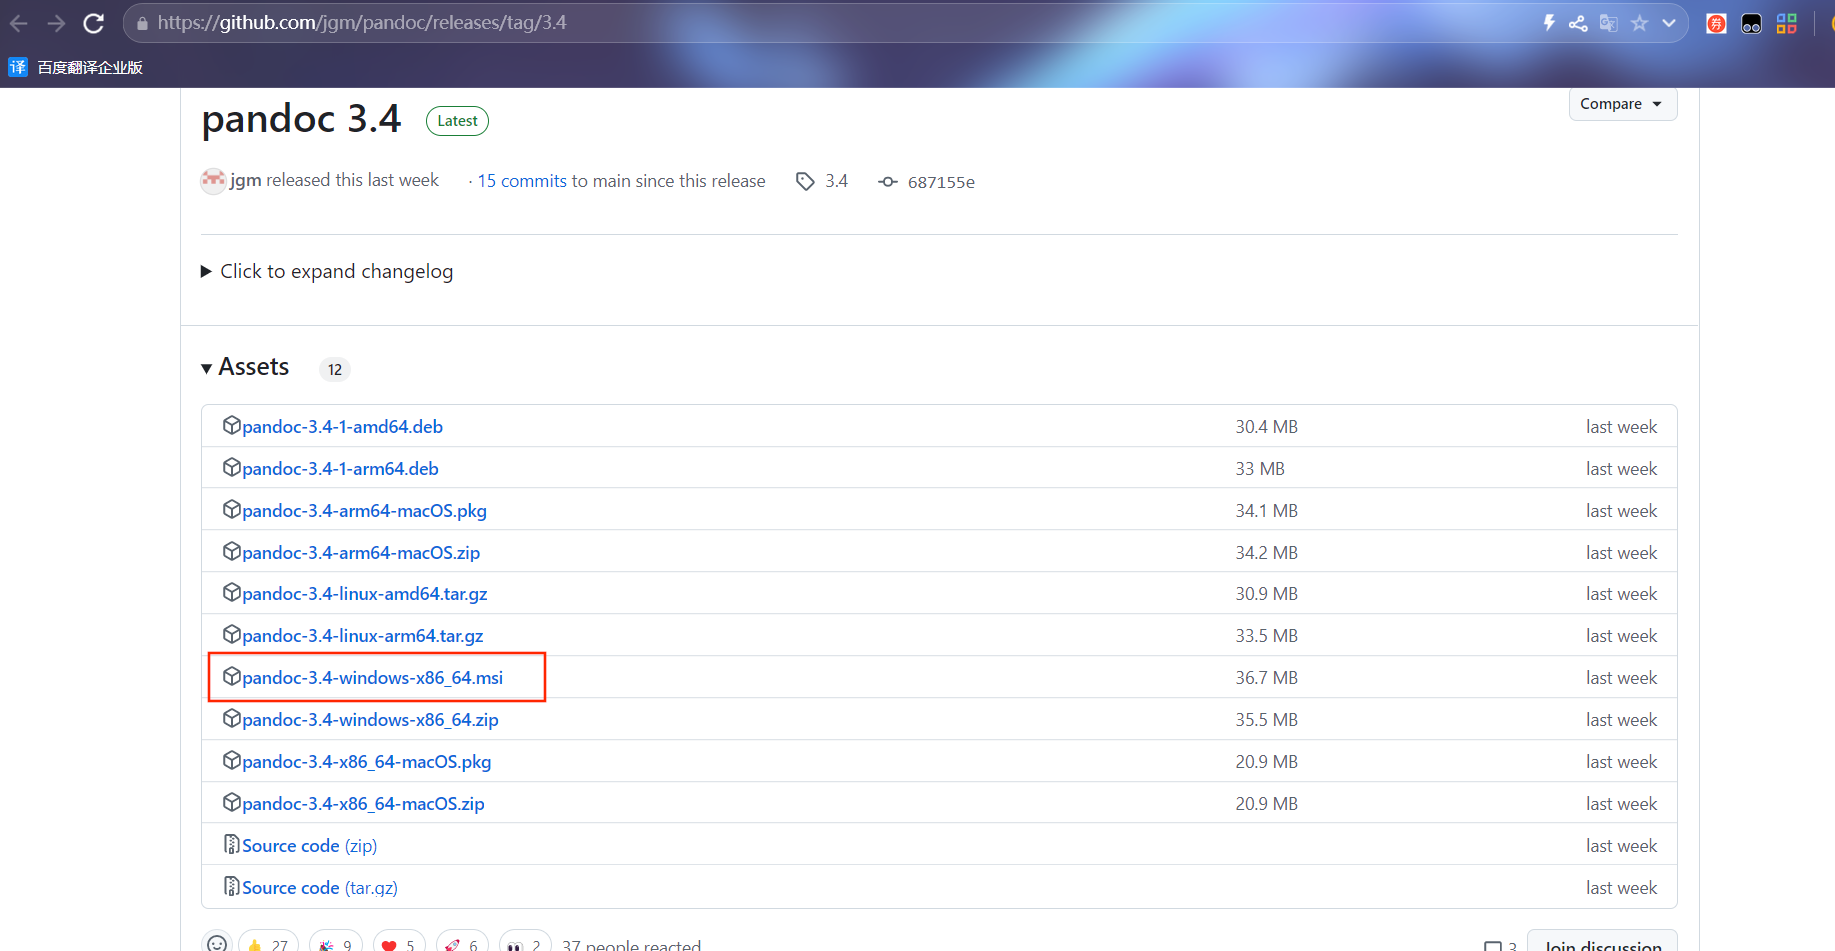 https://github.com/jgm/pandoc/releases/tag/3.4
券
译 百度翻译企业版
pandoc 3.4 Latest Compare
jgm released this last week · 15 commits to main since this release 3.4 687155e
Click to expand changelog
Assets 12
pandoc-3.4-1-amd64.deb 30.4 MB last week
pandoc-3.4-1-arm64.deb 33 MB last week
pandoc-3.4-arm64-macOS.pkg 34.1 MB last week
pandoc-3.4-arm64-macOS.zip 34.2 MB last week
pandoc-3.4-linux-amd64.tar.gz 30.9 MB last week
pandoc-3.4-linux-arm64.tar.gz 33.5 MB last week
pandoc-3.4-windows-x86_64.msi 36.7 MB last week
pandoc-3.4-windows-x86_64.zip 35.5 MB last week
pandoc-3.4-x86_64-macOS.pkg 20.9 MB last week
pandoc-3.4-x86_64-macOS.zip 20.9 MB last week
Source code (zip) last week
Source code (tar.gz) last week
27 9 5 6 2 37 people reacted 3 Join discussion